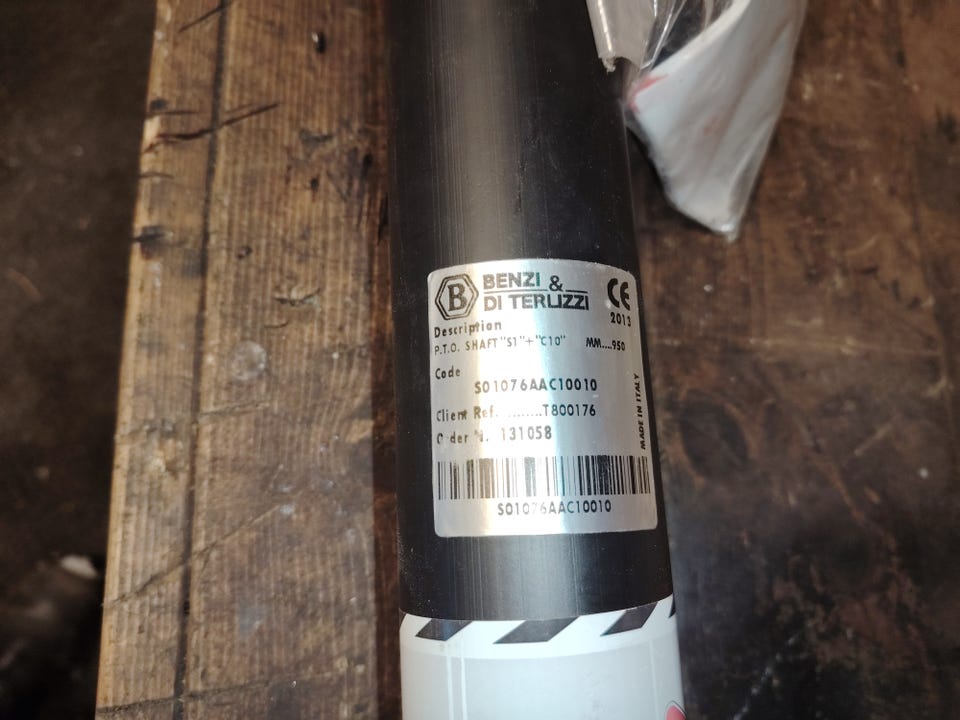 B
BENZI &
DI TERLIZZI
CE
2013
Description
P.T.O. SHAFT "S1"+"C10" MM....950
Code
S01076AAC10010
Client Ref. ........T800176
Order N. 131058
MADE IN ITALY
S01076AAC10010